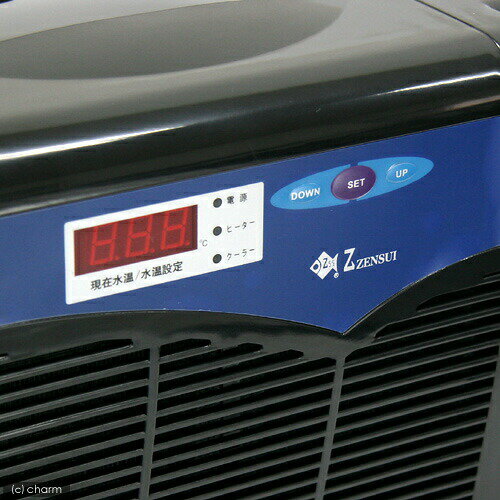 電源
ヒーター
クーラー
°C
現在水温/水温設定
DOWN
SET
UP
ZENSUI
(c) charm